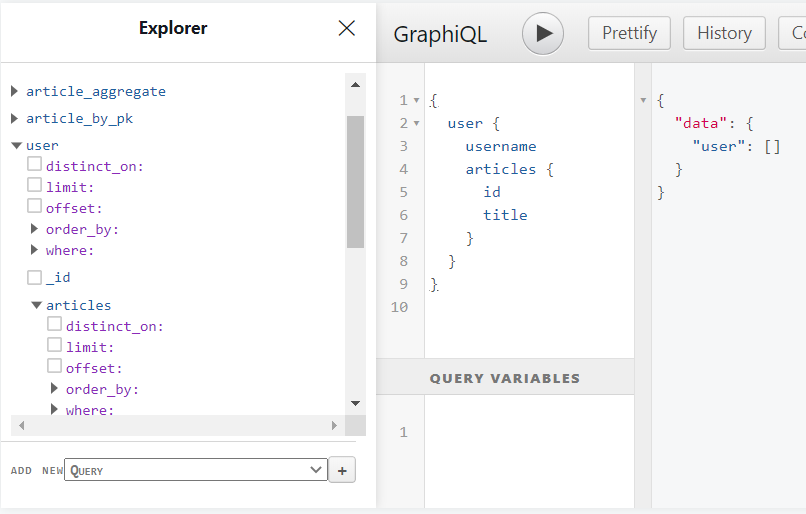 Explorer
article_aggregate
article_by_pk
user
distinct_on:
limit:
offset:
order_by:
where:
_id
articles
distinct_on:
limit:
offset:
order_by:
where:
ADD NEW Query +
GraphiQL Prettify History Co
1 {
2 user {
3 username
4 articles {
5 id
6 title
7 }
8 }
9 }
10
QUERY VARIABLES
1
{
"data": {
"user": []
}
}